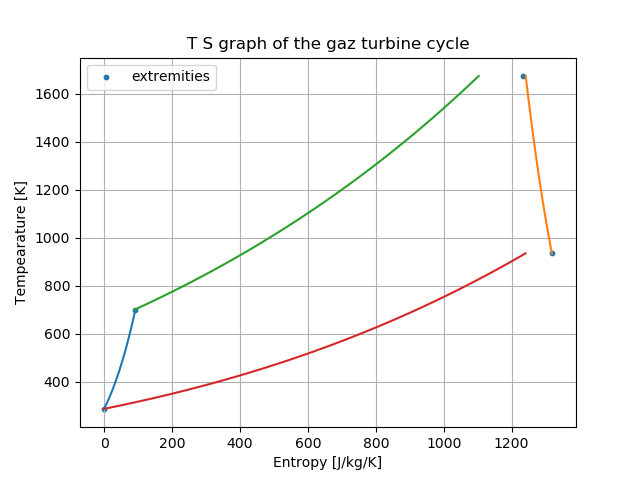 T S graph of the gaz turbine cycle
extremities
1600
1400
1200
1000
800
600
400
Tempearature [K]
0 200 400 600 800 1000 1200
Entropy [J/kg/K]